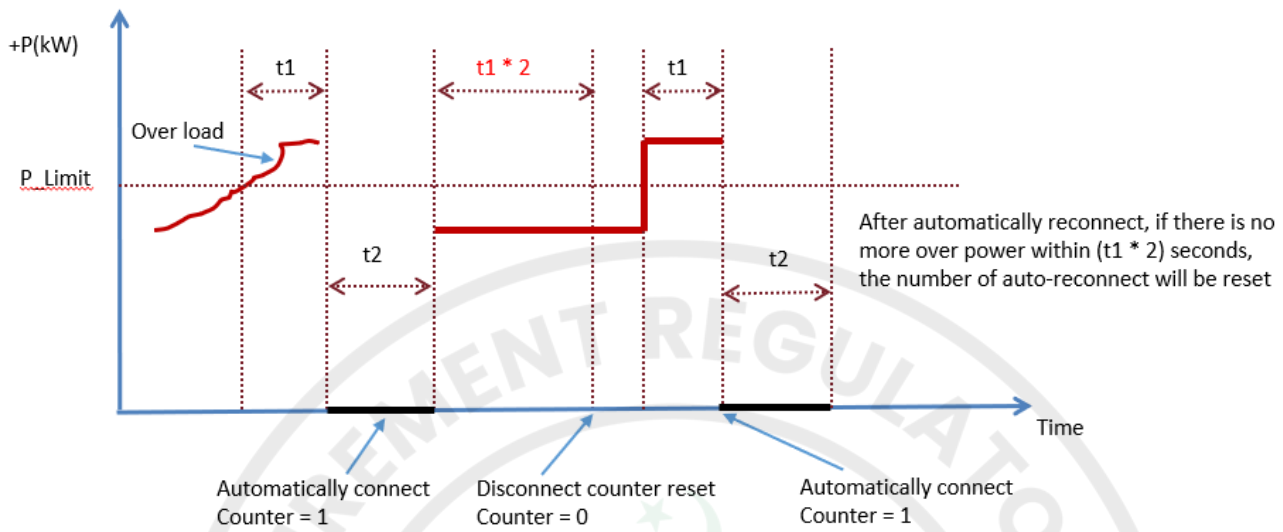 +P(kW)
t1
t1 * 2
t1
Over load
P_Limit
t2
t2
After automatically reconnect, if there is no
more over power within (t1 * 2) seconds,
the number of auto-reconnect will be reset
Time
Automatically connect
Counter = 1
Disconnect counter reset
Counter = 0
Automatically connect
Counter = 1